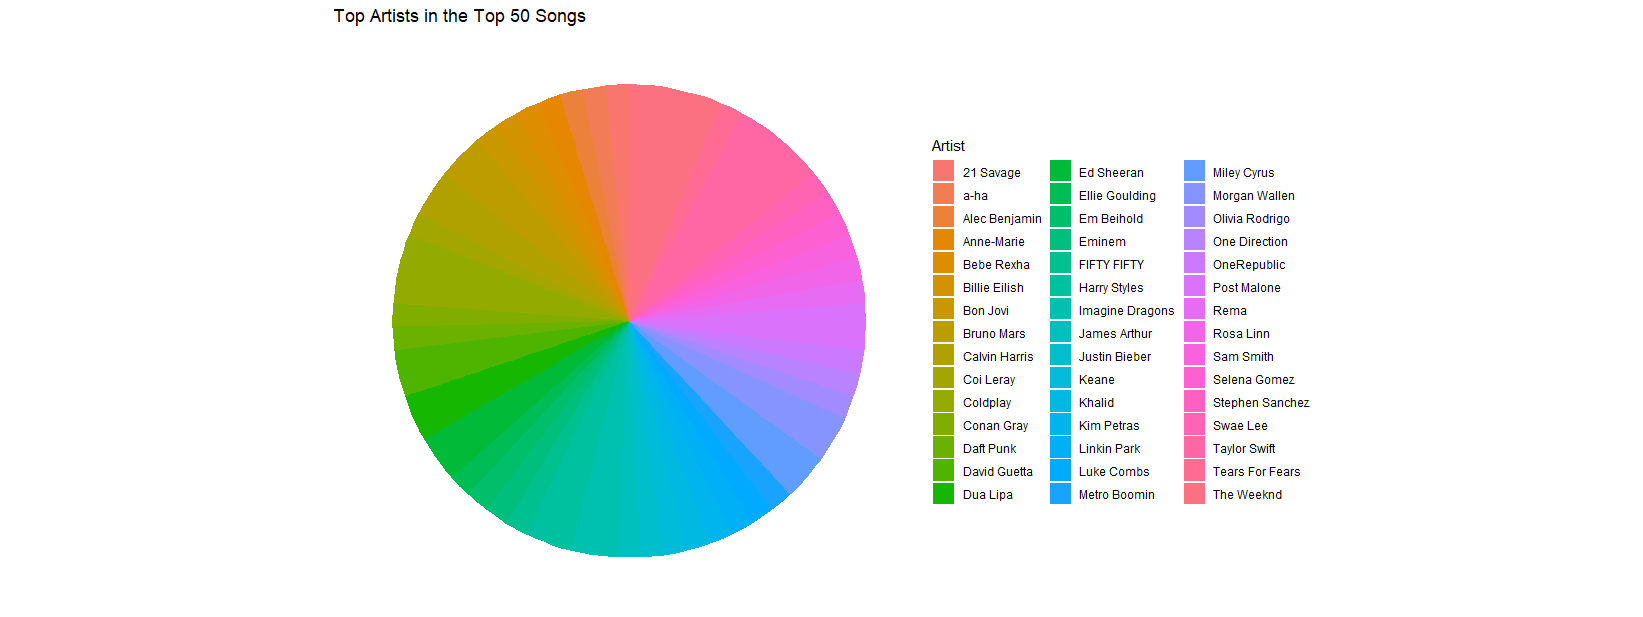 Top Artists in the Top 50 Songs
Artist
21 Savage
a-ha
Alec Benjamin
Anne-Marie
Bebe Rexha
Billie Eilish
Bon Jovi
Bruno Mars
Calvin Harris
Coi Leray
Coldplay
Conan Gray
Daft Punk
David Guetta
Dua Lipa
Ed Sheeran
Ellie Goulding
Em Beihold
Eminem
FIFTY FIFTY
Harry Styles
Imagine Dragons
James Arthur
Justin Bieber
Keane
Khalid
Kim Petras
Linkin Park
Luke Combs
Metro Boomin
Miley Cyrus
Morgan Wallen
Olivia Rodrigo
One Direction
OneRepublic
Post Malone
Rema
Rosa Linn
Sam Smith
Selena Gomez
Stephen Sanchez
Swae Lee
Taylor Swift
Tears For Fears
The Weeknd